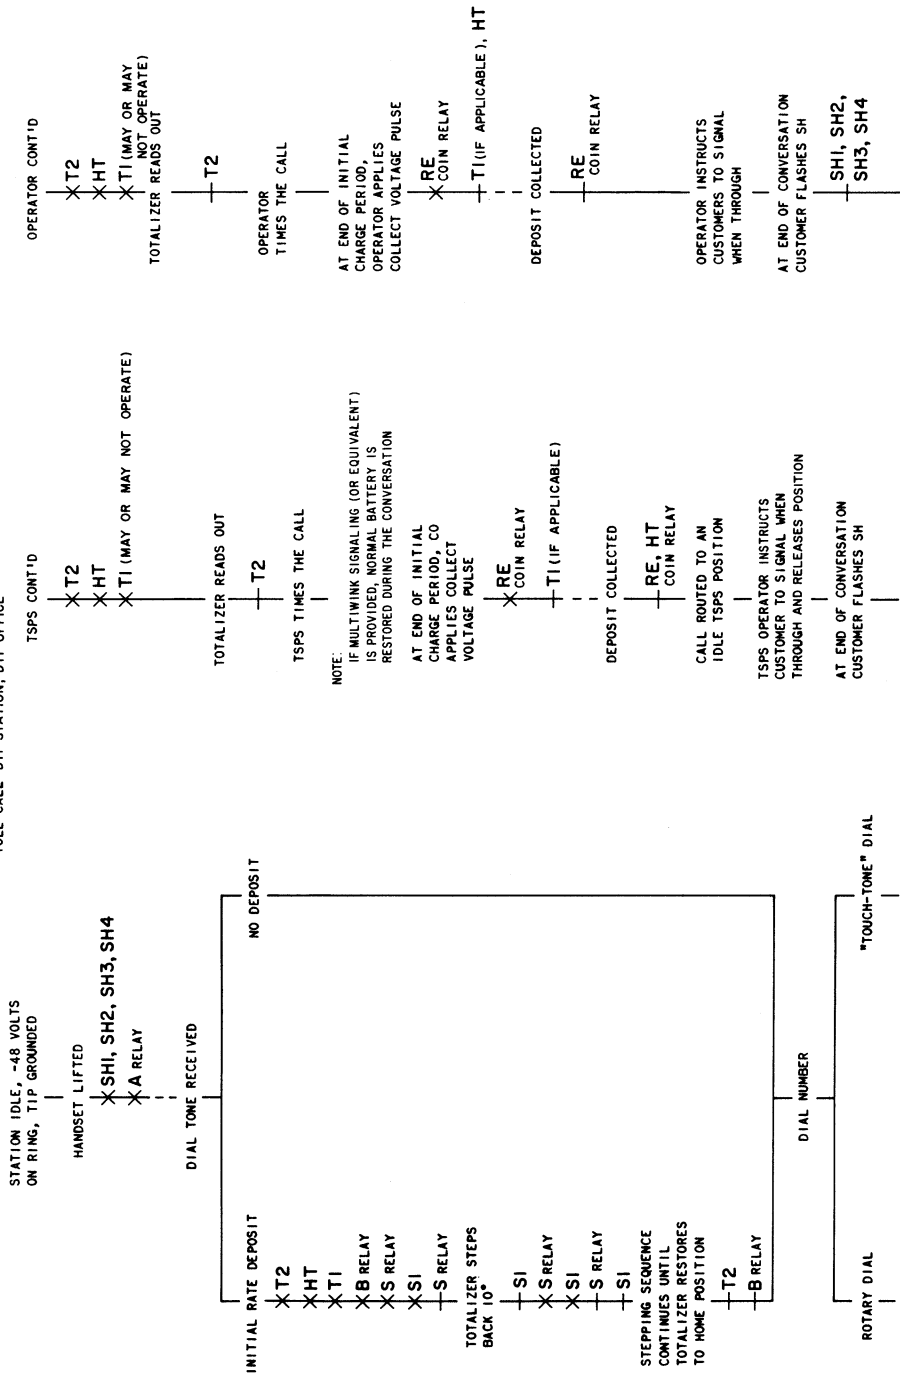 TOLL CALL DTF STATION, DTF OFFICE
STATION IDLE, -48 VOLTS
ON RING, TIP GROUNDED
HANDSET LIFTED
SH1, SH2, SH3, SH4
A RELAY
DIAL TONE RECEIVED
INITIAL RATE DEPOSIT
T2
HT
T1
B RELAY
S RELAY
S1
S RELAY
TOTALIZER STEPS
BACK 10°
S1
S RELAY
S1
S RELAY
S1
STEPPING SEQUENCE
CONTINUES UNTIL
TOTALIZER RESTORES
TO HOME POSITION
T2
B RELAY
NO DEPOSIT
DIAL NUMBER
ROTARY DIAL
"TOUCH-TONE" DIAL
TSPS CONT'D
T2
HT
T1 (MAY OR MAY NOT OPERATE)
TOTALIZER READS OUT
T2
TSPS TIMES THE CALL
NOTE:
IF MULTIWINK SIGNALING (OR EQUIVALENT)
IS PROVIDED, NORMAL BATTERY IS
RESTORED DURING THE CONVERSATION
AT END OF INITIAL
CHARGE PERIOD, CO
APPLIES COLLECT
VOLTAGE PULSE
RE
COIN RELAY
T1 (IF APPLICABLE)
DEPOSIT COLLECTED
RE, HT
COIN RELAY
CALL ROUTED TO AN
IDLE TSPS POSITION
TSPS OPERATOR INSTRUCTS
CUSTOMER TO SIGNAL WHEN
THROUGH AND RELEASES POSITION
AT END OF CONVERSATION
CUSTOMER FLASHES SH
OPERATOR CONT'D
T2
HT
T1 (MAY OR MAY
NOT OPERATE)
TOTALIZER READS OUT
T2
OPERATOR
TIMES THE CALL
AT END OF INITIAL
CHARGE PERIOD,
OPERATOR APPLIES
COLLECT VOLTAGE PULSE
RE
COIN RELAY
T1 (IF APPLICABLE), HT
DEPOSIT COLLECTED
RE
COIN RELAY
OPERATOR INSTRUCTS
CUSTOMERS TO SIGNAL
WHEN THROUGH
AT END OF CONVERSATION
CUSTOMER FLASHES SH
SH1, SH2,
SH3, SH4